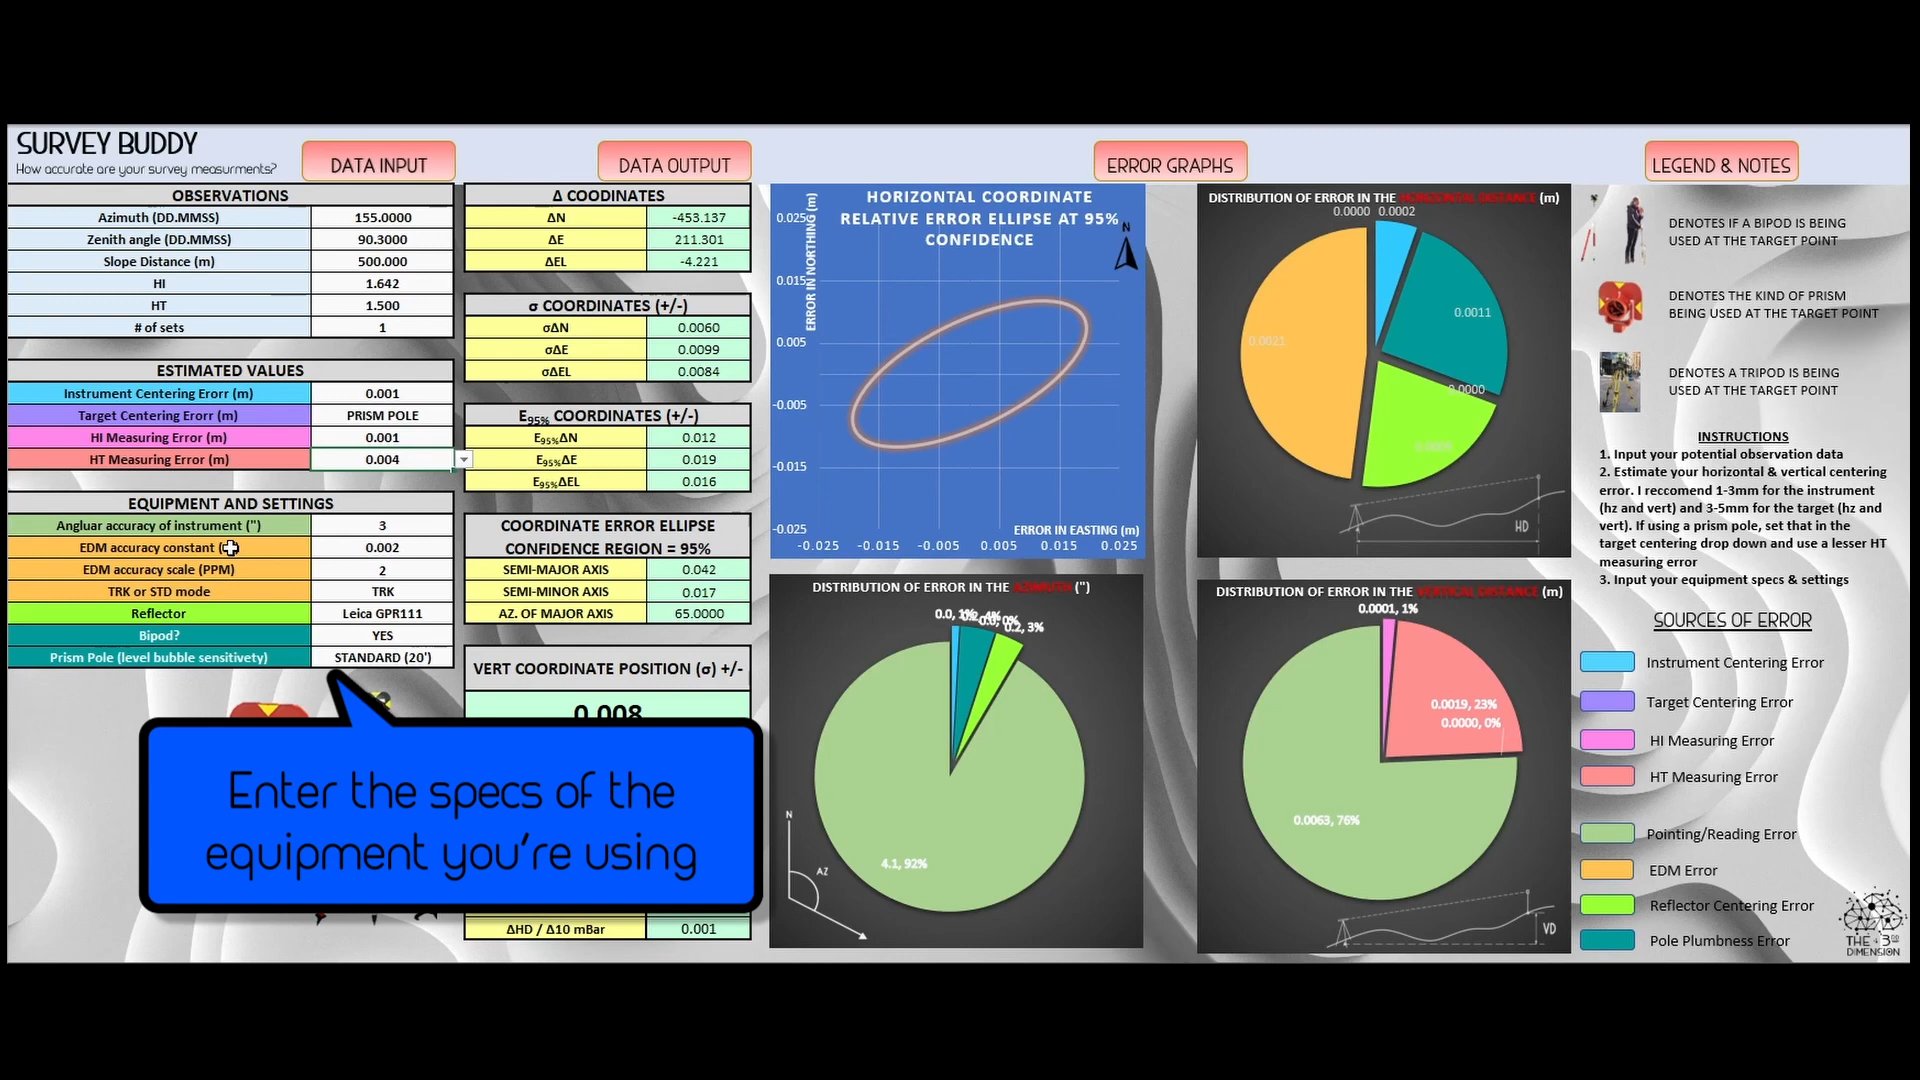 SURVEY BUDDY
How accurate are your survey measurments?
DATA INPUT
DATA OUTPUT
ERROR GRAPHS
LEGEND & NOTES
OBSERVATIONS
Azimuth (DD.MMSS) 155.0000
Zenith angle (DD.MMSS) 90.3000
Slope Distance (m) 500.000
HI 1.642
HT 1.500
# of sets 1
ESTIMATED VALUES
Instrument Centering Erorr (m) 0.001
Target Centering Erorr (m) PRISM POLE
HI Measuring Error (m) 0.001
HT Measuring Error (m) 0.004
EQUIPMENT AND SETTINGS
Angluar accuracy of instrument (") 3
EDM accuracy constant ( 0.002
EDM accuracy scale (PPM) 2
TRK or STD mode TRK
Reflector Leica GPR111
Bipod? YES
Prism Pole (level bubble sensitivety) STANDARD (20')
Enter the specs of the
equipment you're using
Δ COODINATES
ΔN -453.137
ΔE 211.301
ΔEL -4.221
σ COORDINATES (+/-)
σΔN 0.0060
σΔE 0.0099
σΔEL 0.0084
E95% COORDINATES (+/-)
E95%ΔN 0.012
E95%ΔE 0.019
E95%ΔEL 0.016
COORDINATE ERROR ELLIPSE
CONFIDENCE REGION = 95%
SEMI-MAJOR AXIS 0.042
SEMI-MINOR AXIS 0.017
AZ. OF MAJOR AXIS 65.0000
VERT COORDINATE POSITION (σ) +/-
0.008
ΔHD / Δ10 mBar 0.001
HORIZONTAL COORDINATE
RELATIVE ERROR ELLIPSE AT 95%
CONFIDENCE
N
ERROR IN NORTHING (m)
0.025
0.015
0.005
-0.005
-0.015
-0.025
ERROR IN EASTING (m)
-0.025 -0.015 -0.005 0.005 0.015 0.025
DISTRIBUTION OF ERROR IN THE AZIMUTH (")
0.2, 3%
4.1, 92%
N
AZ
DISTRIBUTION OF ERROR IN THE HORIZONTAL DISTANCE (m)
0.0000 0.0002
0.0011
0.0021
0.0000
HD
DISTRIBUTION OF ERROR IN THE VERTICAL DISTANCE (m)
0.0001, 1%
0.0019, 23%
0.0000, 0%
0.0063, 76%
VD
DENOTES IF A BIPOD IS BEING
USED AT THE TARGET POINT
DENOTES THE KIND OF PRISM
BEING USED AT THE TARGET POINT
DENOTES A TRIPOD IS BEING
USED AT THE TARGET POINT
INSTRUCTIONS
1. Input your potential observation data
2. Estimate your horizontal & vertical centering
error. I reccomend 1-3mm for the instrument
(hz and vert) and 3-5mm for the target (hz and
vert). If using a prism pole, set that in the
target centering drop down and use a lesser HT
measuring error
3. Input your equipment specs & settings
SOURCES OF ERROR
Instrument Centering Error
Target Centering Error
HI Measuring Error
HT Measuring Error
Pointing/Reading Error
EDM Error
Reflector Centering Error
Pole Plumbness Error
THE 3RD
DIMENSION